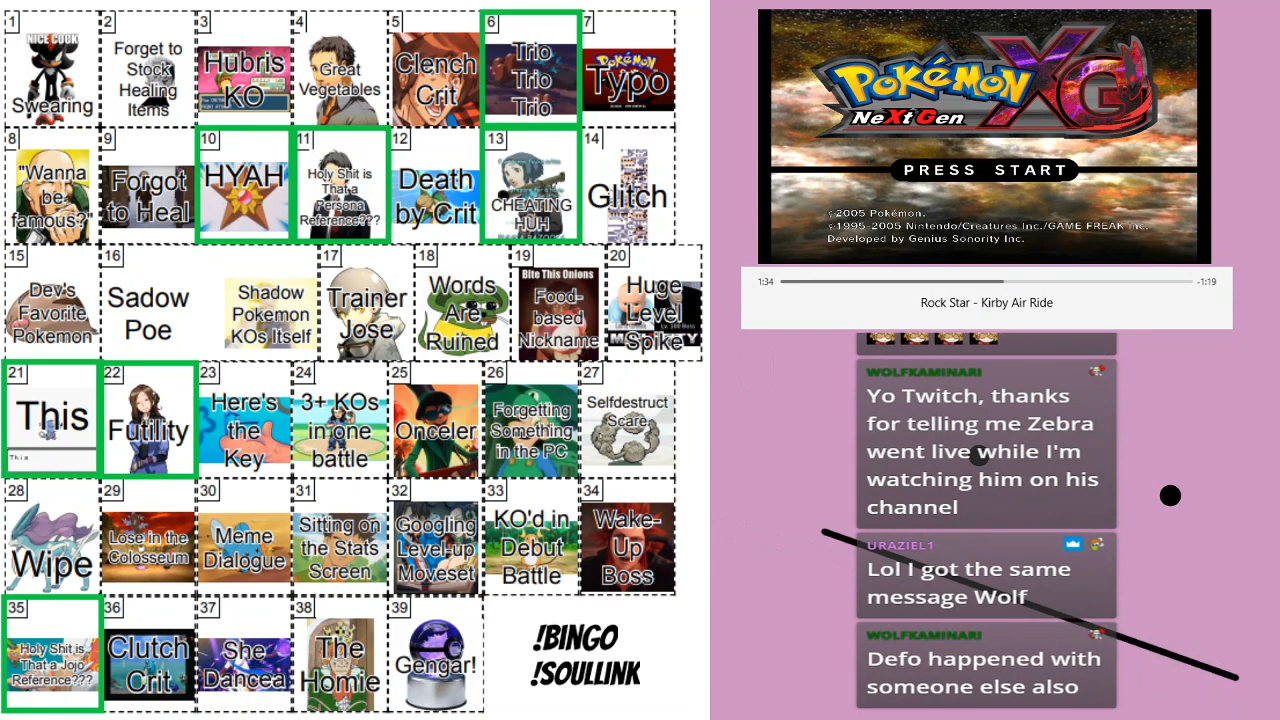 1
NICE COCK
Swearing
2
Forget to
Stock
Healing
Items
3
Hubris
KO
4
Great
Vegetables
5
Clench
Crit
6
Trio
Trio
Trio
7
POKéMON
Typo
8
"Wanna
be
famous?"
9
Forgot
to Heal
10
HYAH
11
Holy Shit is
That a
Persona
Reference???
12
Death
by Crit
13
CHEATING
HUH
14
Glitch
15
Dev's
Favorite
Pokemon
16
Sadow
Poe
Shadow
Pokemon
KOs Itself
17
Trainer
Jose
18
Words
Are
Ruined
19
Bite This Onions
Food-
based
Nickname
20
Huge
Level
Spike
21
This
This.
22
Futility
23
Here's
the
Key
24
3+ KOs
in one
battle
25
Onceler
26
Forgetting
Something
in the PC
27
Selfdestruct
Scare
28
Wipe
29
Lose in the
Colosseum
30
Meme
Dialogue
31
Sitting on
the Stats
Screen
32
Googling
Level-up
Moveset
33
KO'd in
Debut
Battle
34
Wake-
Up
Boss
35
Holy Shit is
That a Jojo
Reference???
36
Clutch
Crit
37
She
Danceal
38
The
Homie
39
Gengar!
!BINGO
!SOULLINK
POKéMON XG
NeXt Gen
PRESS START
©2005 Pokémon.
©1995-2005 Nintendo/Creatures Inc./GAME FREAK inc.
Developed by Genius Sonority Inc.
1:34
-1:19
Rock Star - Kirby Air Ride
WOLFKAMINARI
Yo Twitch, thanks
for telling me Zebra
went live while I'm
watching him on his
channel
URAZIEL1
Lol I got the same
message Wolf
WOLFKAMINARI
Defo happened with
someone else also